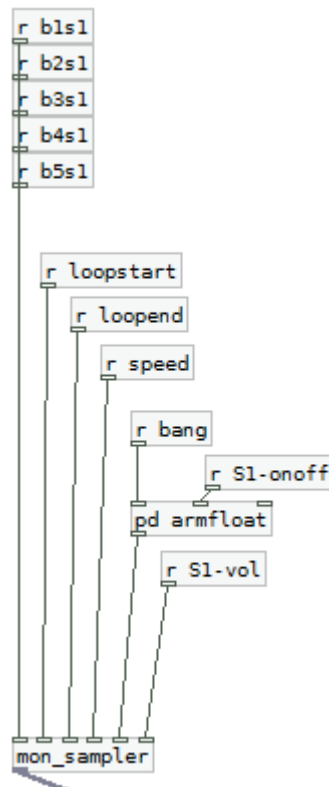 r b1s1
r b2s1
r b3s1
r b4s1
r b5s1
r loopstart
r loopend
r speed
r bang
r S1-onoff
pd armfloat
r S1-vol
mon_sampler